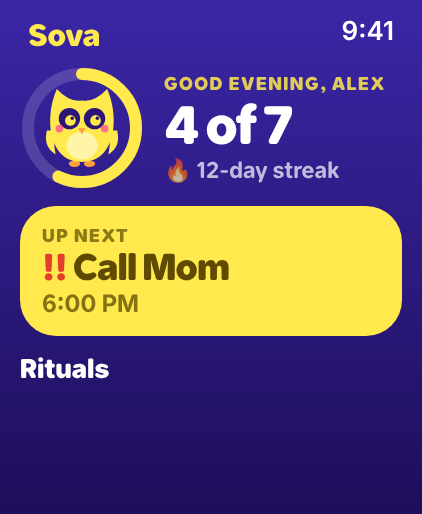 Sova
9:41
GOOD EVENING, ALEX
4 of 7
🔥 12-day streak
UP NEXT
‼️ Call Mom
6:00 PM
Rituals